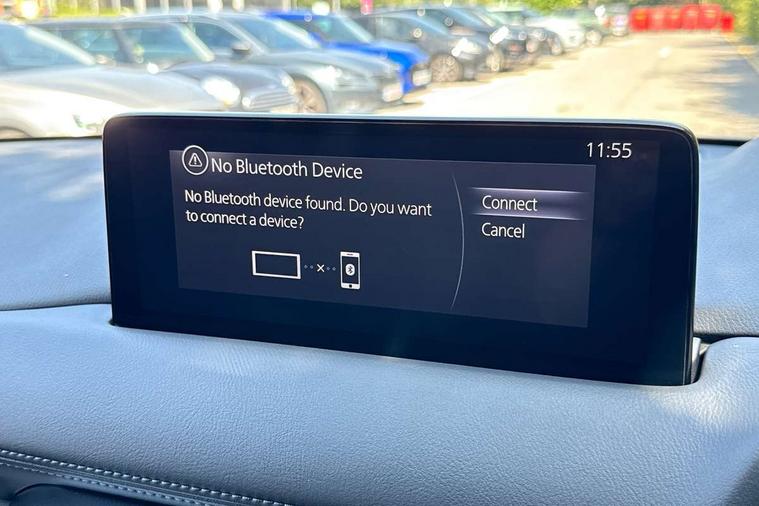 11:55
No Bluetooth Device
No Bluetooth device found. Do you want
to connect a device?
Connect
Cancel